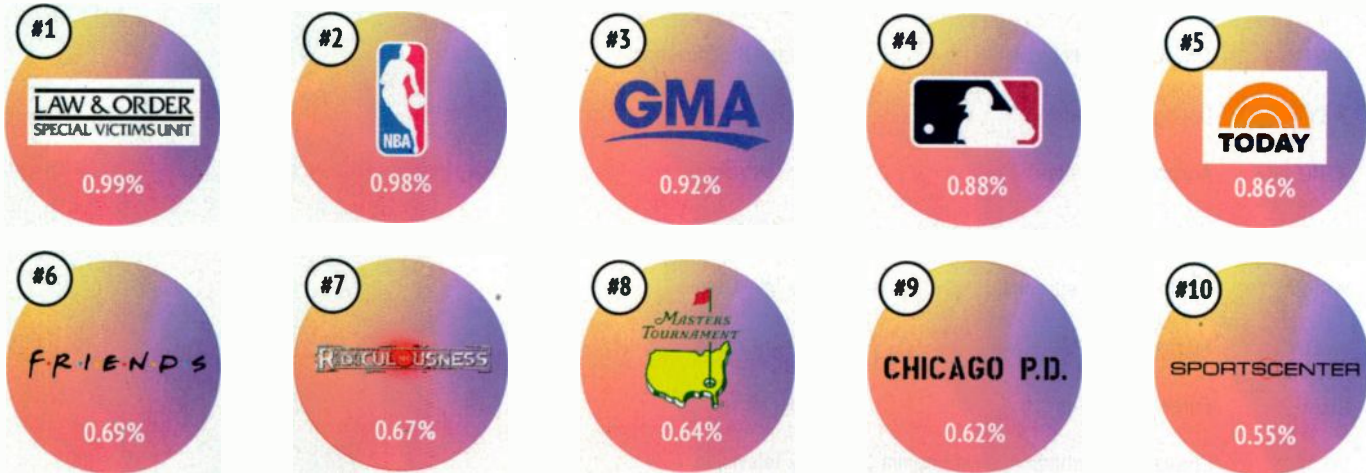 #1
LAW & ORDER
SPECIAL VICTIMS UNIT
0.99%
#2
NBA
0.98%
#3
GMA
0.92%
#4
0.88%
#5
TODAY
0.86%
#6
F·R·I·E·N·D·S
0.69%
#7
RIDICULOUSNESS
0.67%
#8
MASTERS
TOURNAMENT
0.64%
#9
CHICAGO P.D.
0.62%
#10
SPORTSCENTER
0.55%